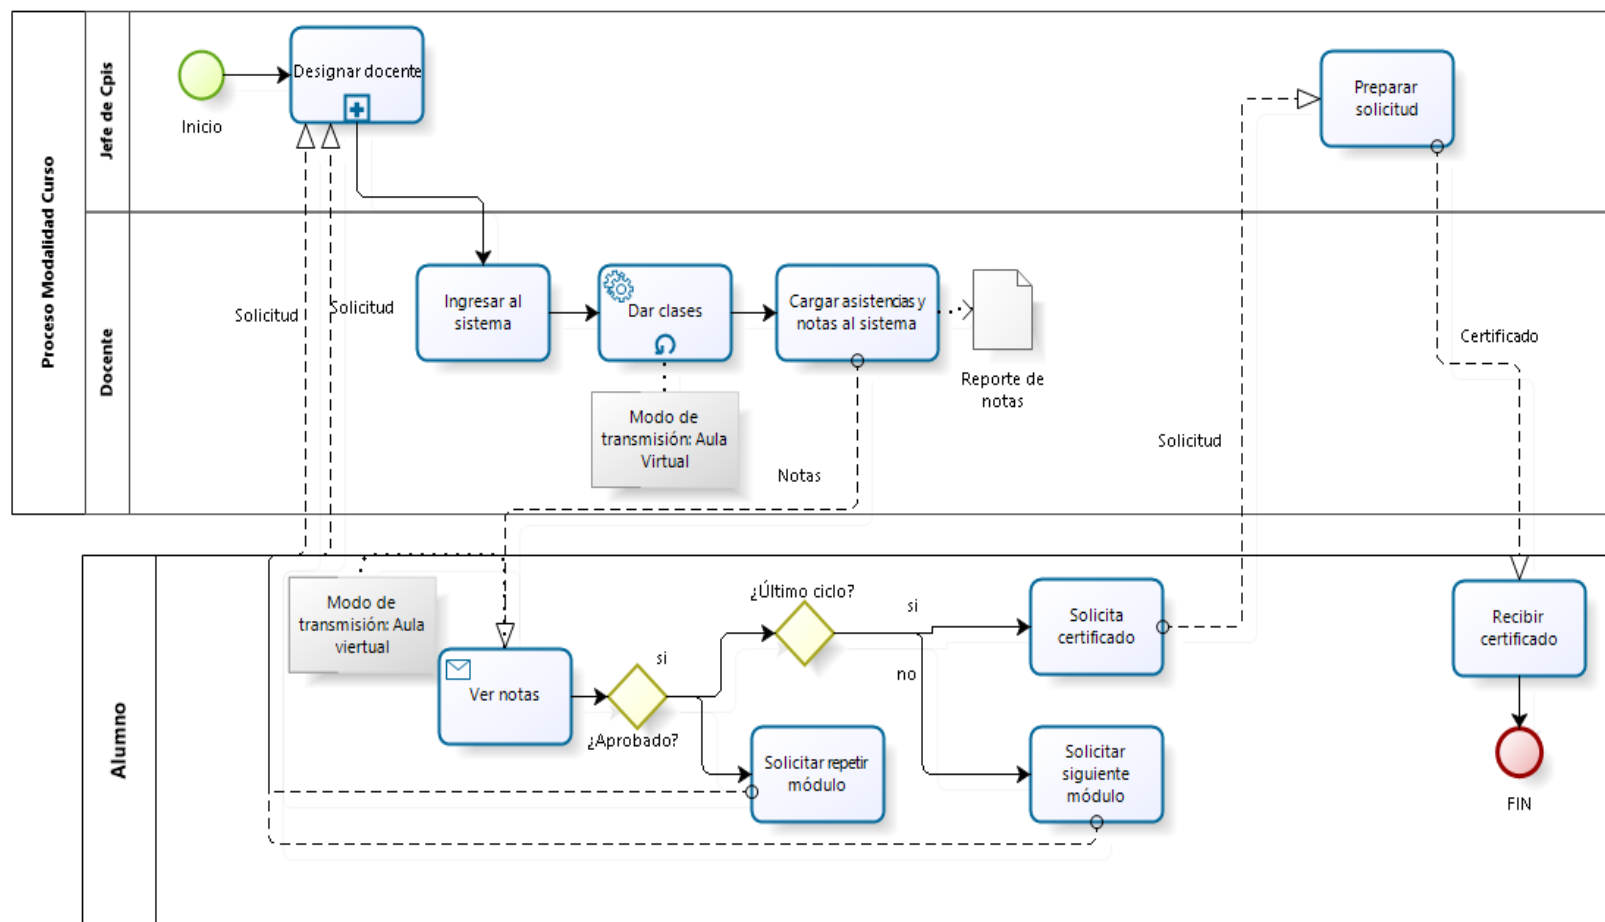 Proceso Modalidad Curso
Jefe de Cpis
Inicio
Designar docente
Preparar
solicitud
Docente
Solicitud
Solicitud
Ingresar al
sistema
Dar clases
Cargar asistencias y
notas al sistema
Reporte de
notas
Modo de
transmisión: Aula
Virtual
Notas
Solicitud
Certificado
Alumno
Modo de
transmisión: Aula
viertual
Ver notas
¿Aprobado?
si
¿Último ciclo?
si
no
Solicita
certificado
Solicitar repetir
módulo
Solicitar
siguiente
módulo
Recibir
certificado
FIN